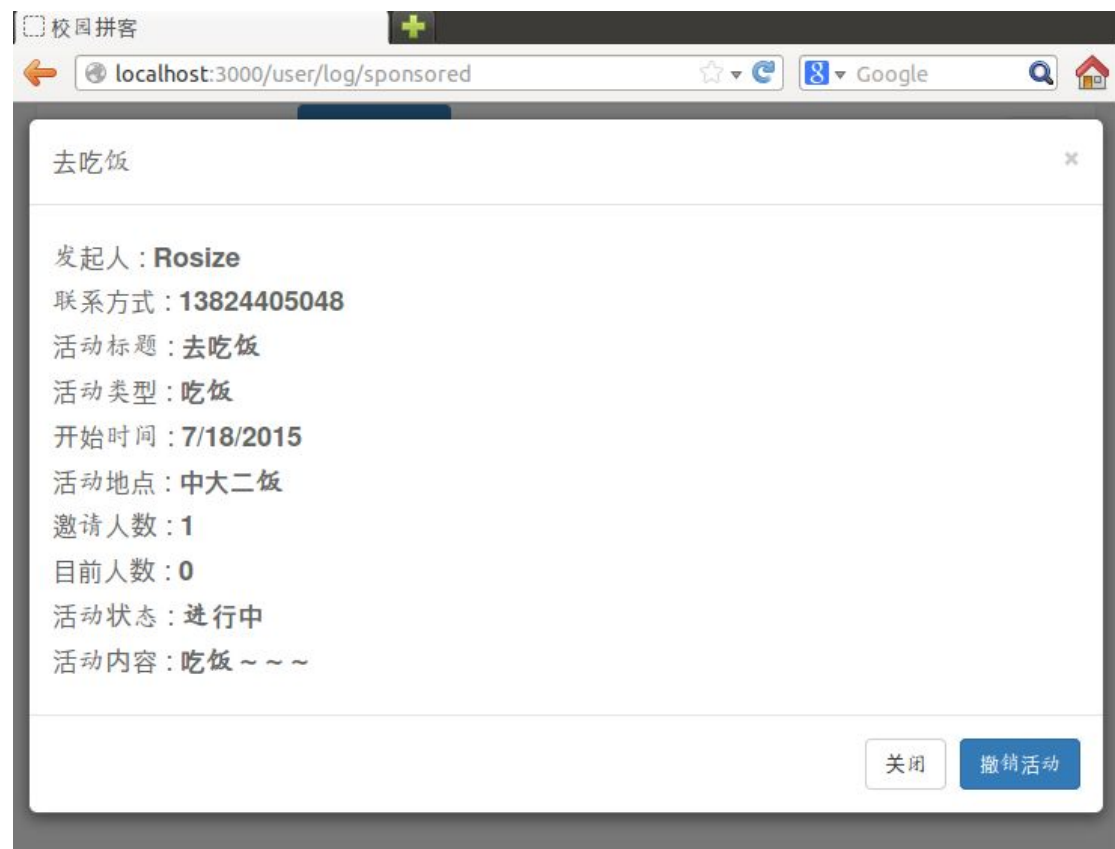 校园拼客
localhost:3000/user/log/sponsored
Google
去吃饭
发起人 : Rosize
联系方式 : 13824405048
活动标题 : 去吃饭
活动类型 : 吃饭
开始时间 : 7/18/2015
活动地点 : 中大二饭
邀请人数 : 1
目前人数 : 0
活动状态 : 进行中
活动内容 : 吃饭 ~ ~ ~
关闭
撤销活动